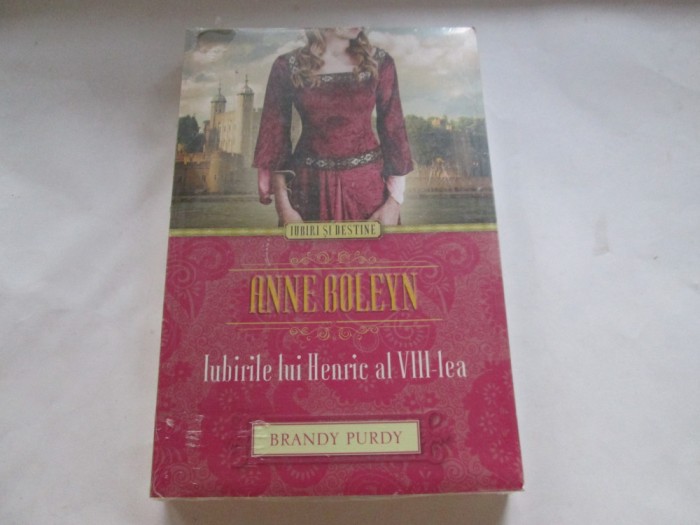 IUBIRI ȘI DESTINE
ANNE BOLEYN
Iubirile lui Henric al VIII-lea
BRANDY PURDY